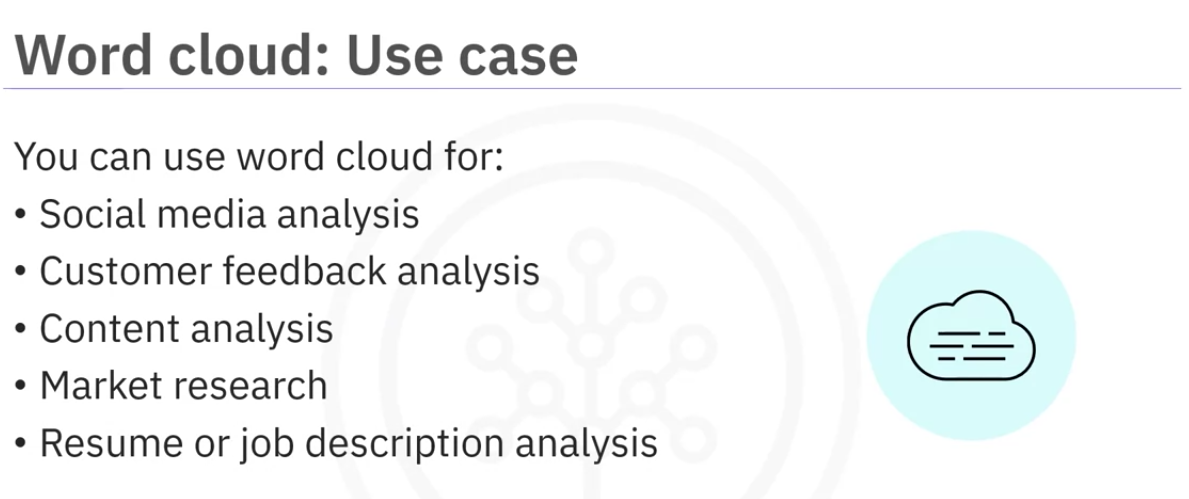 Word cloud: Use case
You can use word cloud for:
• Social media analysis
• Customer feedback analysis
• Content analysis
• Market research
• Resume or job description analysis